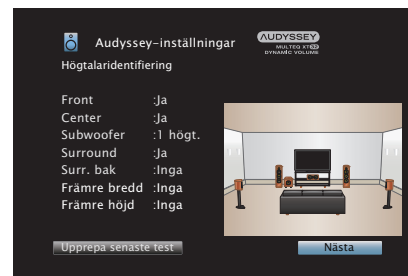 Audyssey-inställningar
AUDYSSEY
MULTEQ XT32
DYNAMIC VOLUME
Högtalaridentifiering
Front :Ja
Center :Ja
Subwoofer :1 högt.
Surround :Ja
Surr. bak :Inga
Främre bredd :Inga
Främre höjd :Inga
Upprepa senaste test
Nästa